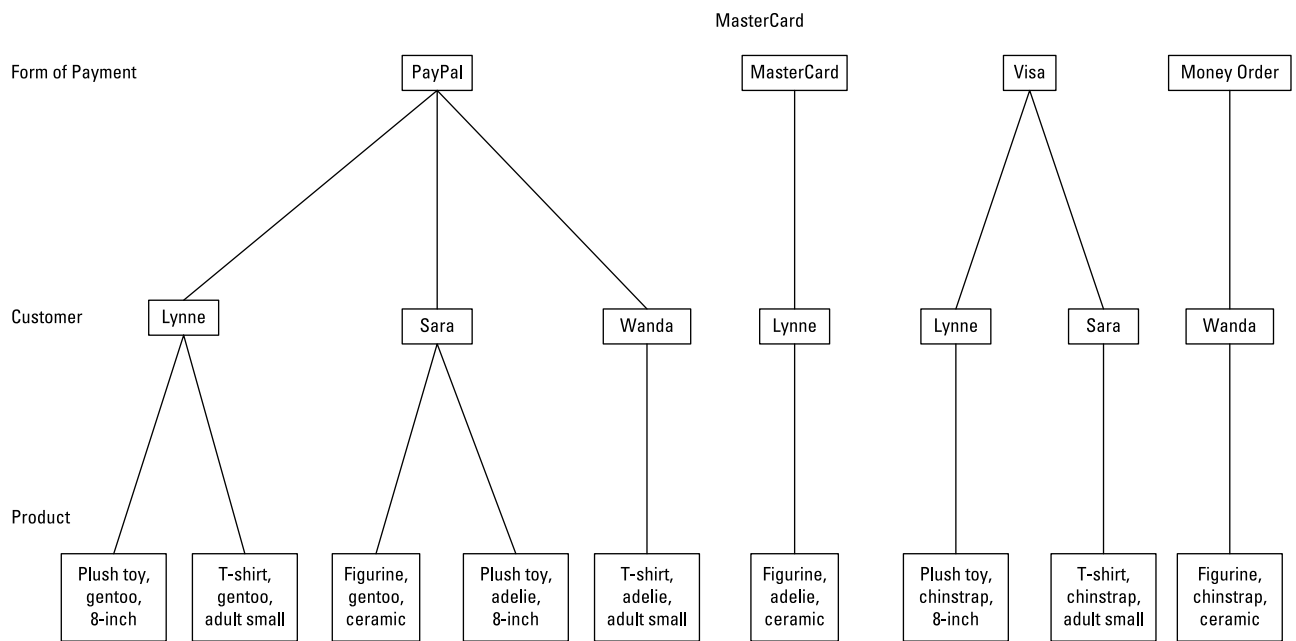 MasterCard
Form of Payment
PayPal
MasterCard
Visa
Money Order
Customer
Lynne
Sara
Wanda
Lynne
Lynne
Sara
Wanda
Product
Plush toy,
gentoo,
8-inch
T-shirt,
gentoo,
adult small
Figurine,
gentoo,
ceramic
Plush toy,
adelie,
8-inch
T-shirt,
adelie,
adult small
Figurine,
adelie,
ceramic
Plush toy,
chinstrap,
8-inch
T-shirt,
chinstrap,
adult small
Figurine,
chinstrap,
ceramic